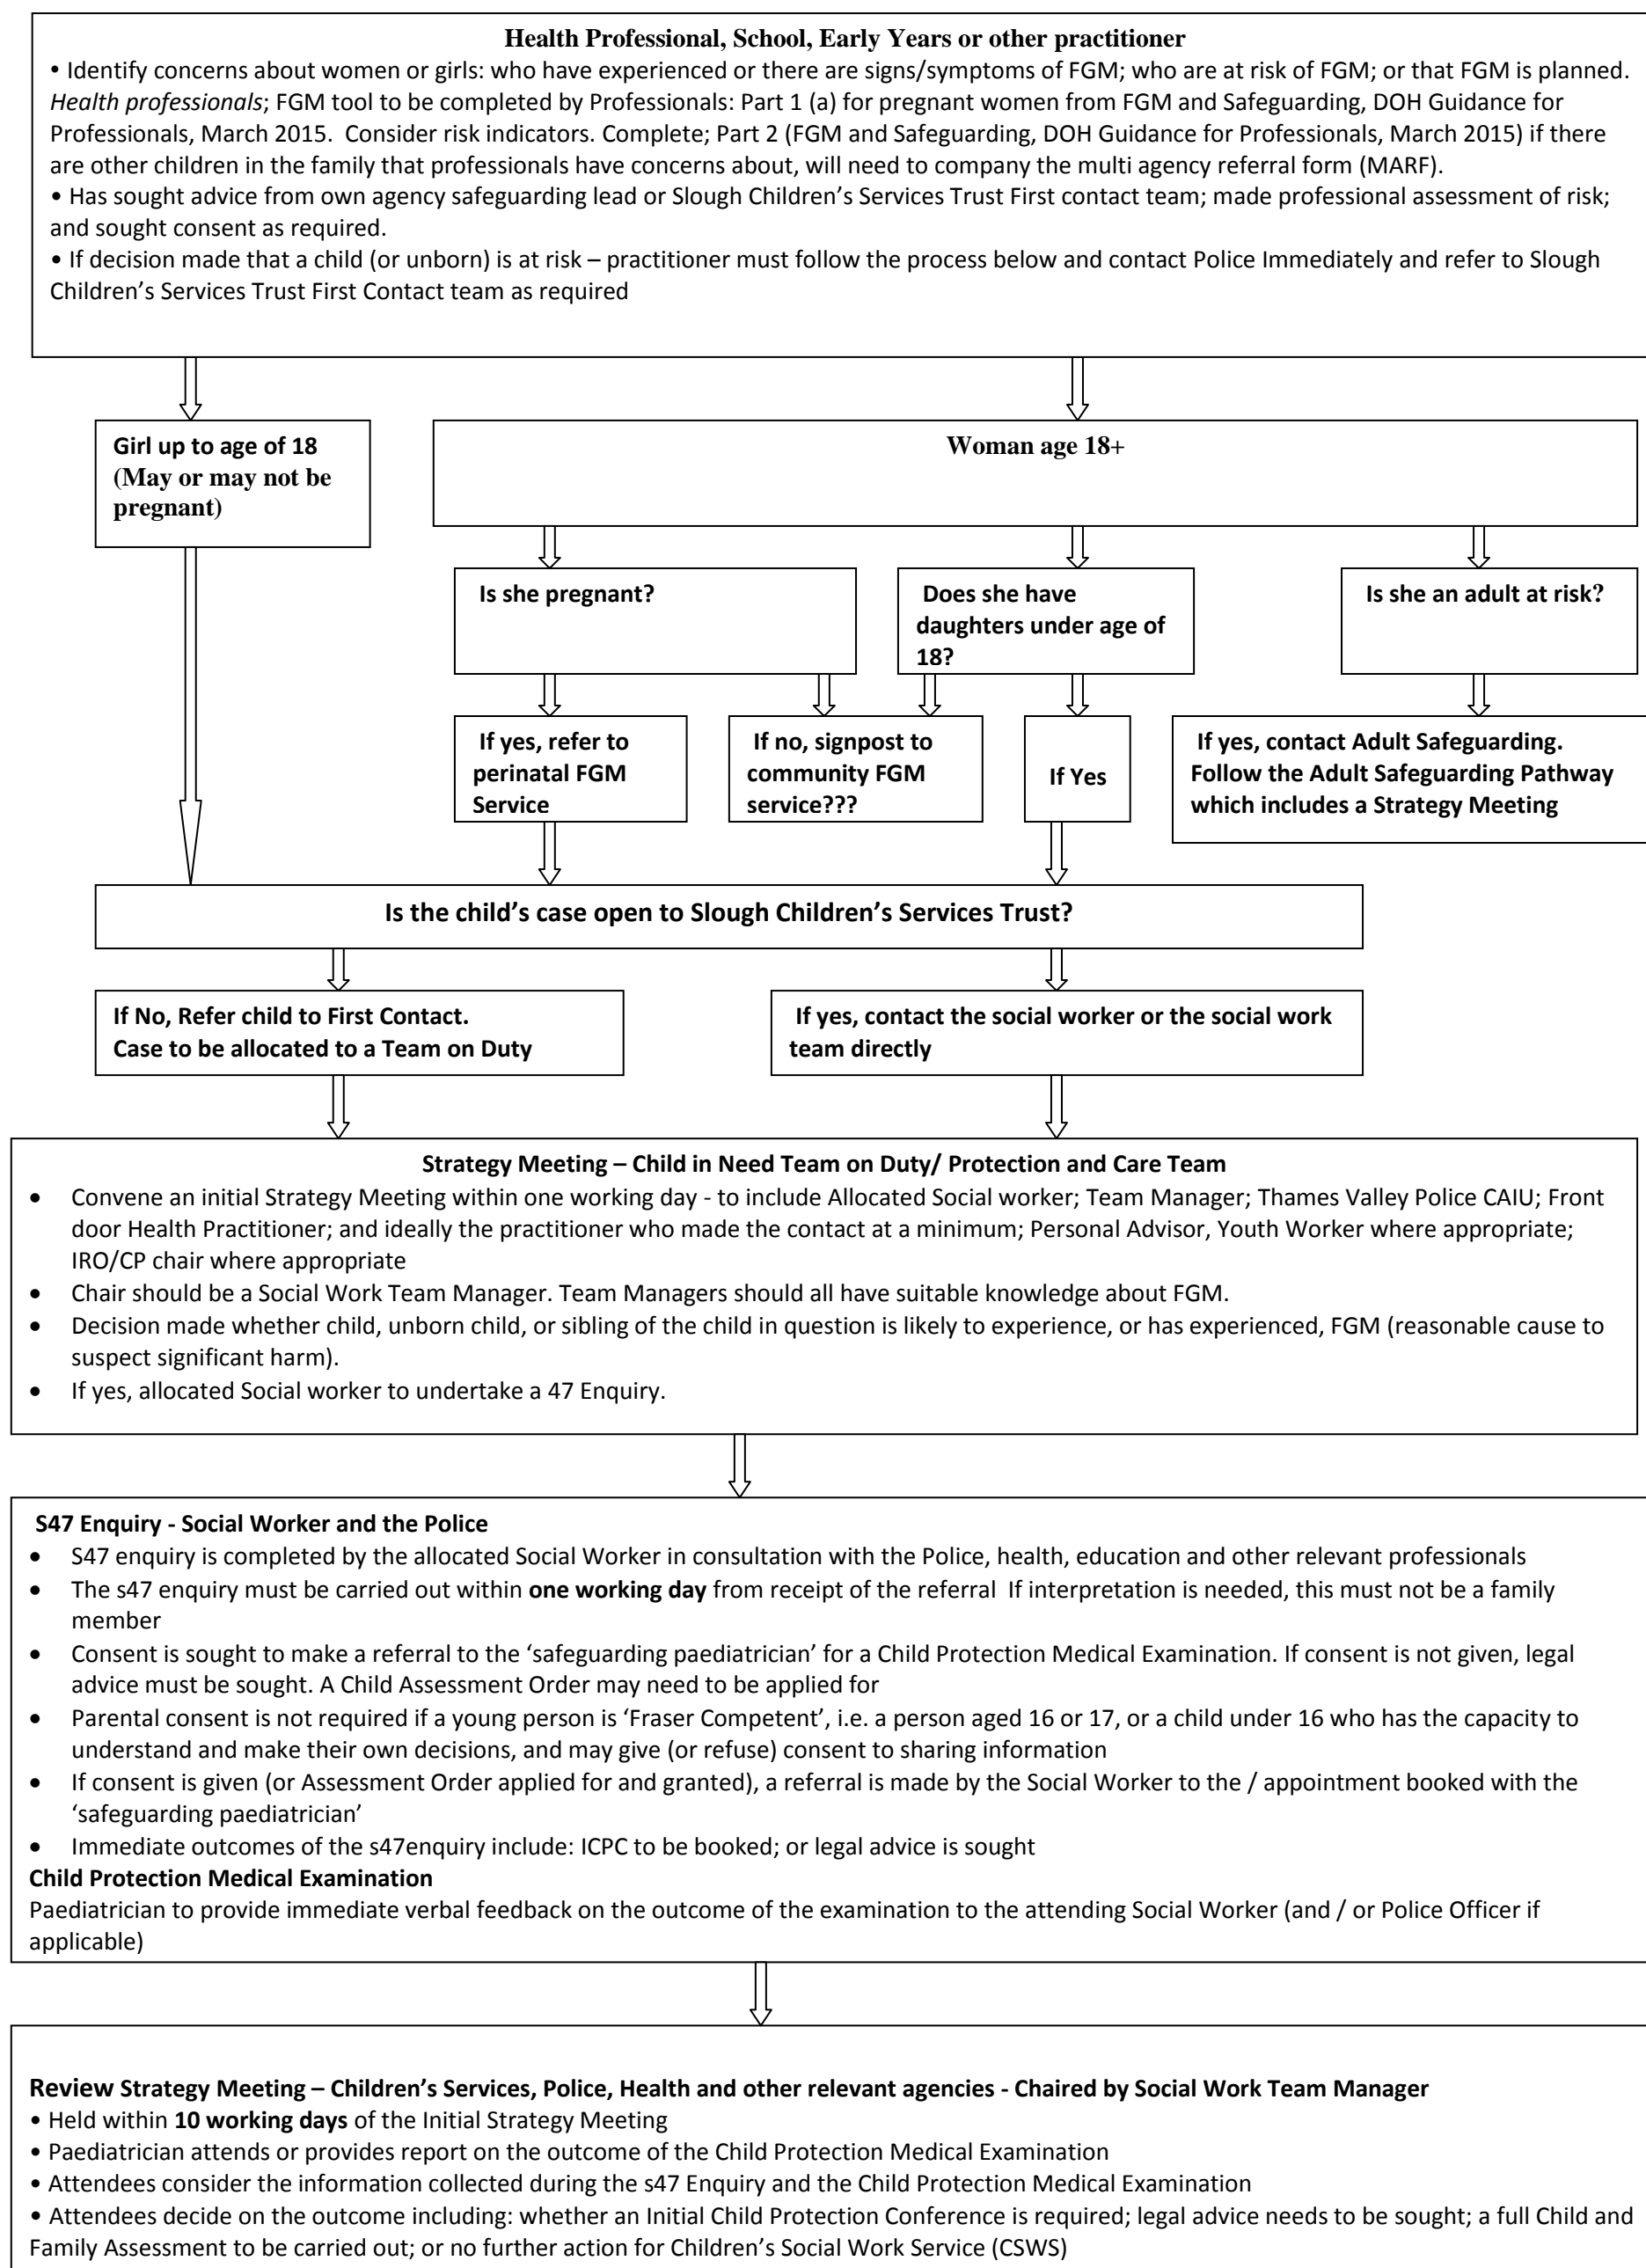 Health Professional, School, Early Years or other practitioner
• Identify concerns about women or girls: who have experienced or there are signs/symptoms of FGM; who are at risk of FGM; or that FGM is planned.
Health professionals; FGM tool to be completed by Professionals: Part 1 (a) for pregnant women from FGM and Safeguarding, DOH Guidance for
Professionals, March 2015. Consider risk indicators. Complete; Part 2 (FGM and Safeguarding, DOH Guidance for Professionals, March 2015) if there
are other children in the family that professionals have concerns about, will need to company the multi agency referral form (MARF).
• Has sought advice from own agency safeguarding lead or Slough Children's Services Trust First contact team; made professional assessment of risk;
and sought consent as required.
• If decision made that a child (or unborn) is at risk – practitioner must follow the process below and contact Police Immediately and refer to Slough
Children's Services Trust First Contact team as required
Girl up to age of 18
(May or may not be
pregnant)
Woman age 18+
Is she pregnant?
Does she have
daughters under age of
18?
Is she an adult at risk?
If yes, refer to
perinatal FGM
Service
If no, signpost to
community FGM
service???
If Yes
If yes, contact Adult Safeguarding.
Follow the Adult Safeguarding Pathway
which includes a Strategy Meeting
Is the child's case open to Slough Children's Services Trust?
If No, Refer child to First Contact.
Case to be allocated to a Team on Duty
If yes, contact the social worker or the social work
team directly
Strategy Meeting – Child in Need Team on Duty/ Protection and Care Team
• Convene an initial Strategy Meeting within one working day - to include Allocated Social worker; Team Manager; Thames Valley Police CAIU; Front
door Health Practitioner; and ideally the practitioner who made the contact at a minimum; Personal Advisor, Youth Worker where appropriate;
IRO/CP chair where appropriate
• Chair should be a Social Work Team Manager. Team Managers should all have suitable knowledge about FGM.
• Decision made whether child, unborn child, or sibling of the child in question is likely to experience, or has experienced, FGM (reasonable cause to
suspect significant harm).
• If yes, allocated Social worker to undertake a 47 Enquiry.
S47 Enquiry - Social Worker and the Police
• S47 enquiry is completed by the allocated Social Worker in consultation with the Police, health, education and other relevant professionals
• The s47 enquiry must be carried out within one working day from receipt of the referral If interpretation is needed, this must not be a family
member
• Consent is sought to make a referral to the 'safeguarding paediatrician' for a Child Protection Medical Examination. If consent is not given, legal
advice must be sought. A Child Assessment Order may need to be applied for
• Parental consent is not required if a young person is 'Fraser Competent', i.e. a person aged 16 or 17, or a child under 16 who has the capacity to
understand and make their own decisions, and may give (or refuse) consent to sharing information
• If consent is given (or Assessment Order applied for and granted), a referral is made by the Social Worker to the / appointment booked with the
'safeguarding paediatrician'
• Immediate outcomes of the s47enquiry include: ICPC to be booked; or legal advice is sought
Child Protection Medical Examination
Paediatrician to provide immediate verbal feedback on the outcome of the examination to the attending Social Worker (and / or Police Officer if
applicable)
Review Strategy Meeting – Children's Services, Police, Health and other relevant agencies - Chaired by Social Work Team Manager
• Held within 10 working days of the Initial Strategy Meeting
• Paediatrician attends or provides report on the outcome of the Child Protection Medical Examination
• Attendees consider the information collected during the s47 Enquiry and the Child Protection Medical Examination
• Attendees decide on the outcome including: whether an Initial Child Protection Conference is required; legal advice needs to be sought; a full Child and
Family Assessment to be carried out; or no further action for Children's Social Work Service (CSWS)